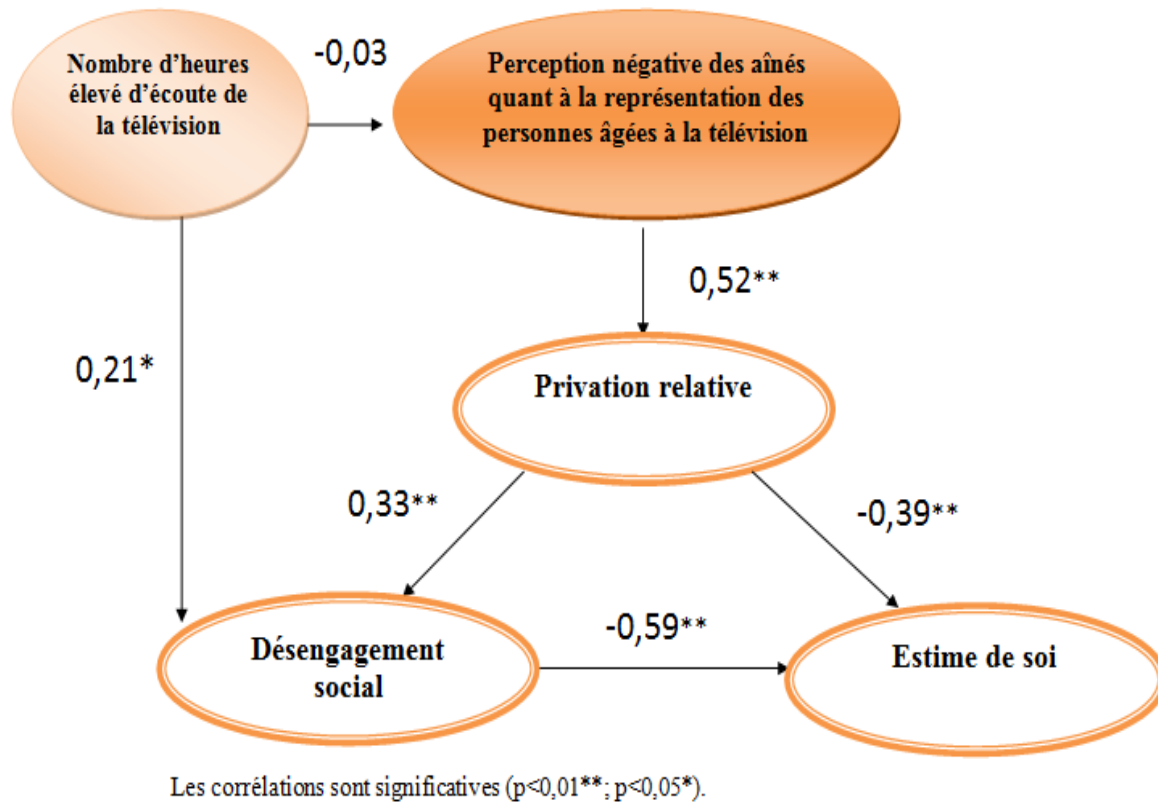 Nombre d'heures
élevé d'écoute de
la télévision
-0,03
Perception négative des aînés
quant à la représentation des
personnes âgées à la télévision
0,52**
0,21*
Privation relative
0,33**
-0,39**
Désengagement
social
-0,59**
Estime de soi
Les corrélations sont significatives (p<0,01**; p<0,05*).